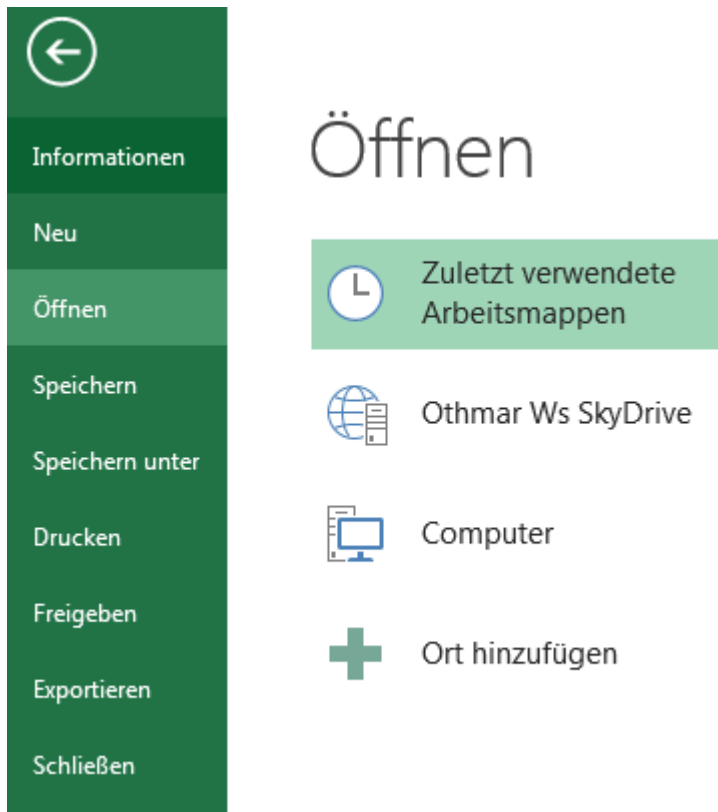 Informationen
Neu
Öffnen
Speichern
Speichern unter
Drucken
Freigeben
Exportieren
Schließen
Öffnen
Zuletzt verwendete
Arbeitsmappen
Othmar Ws SkyDrive
Computer
Ort hinzufügen